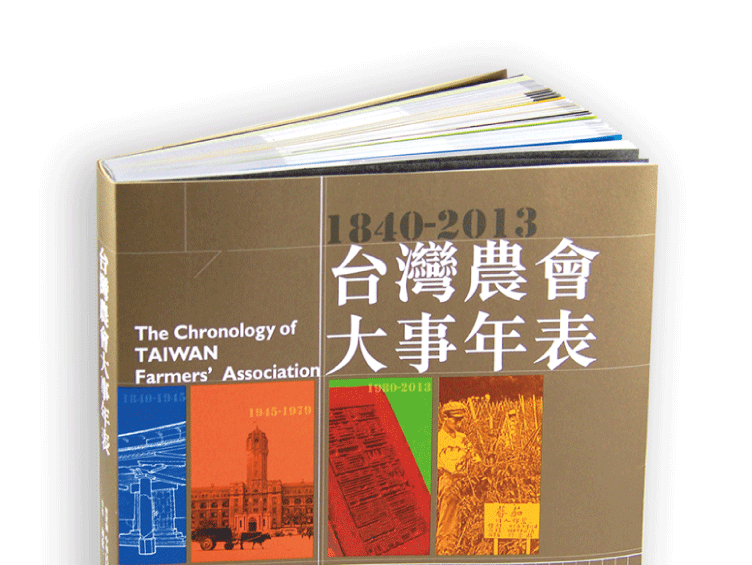 1840-2013
台灣農會
大事年表
The Chronology of
TAIWAN
Farmers' Association
1840-1945
1945-1979
1980-2013
台灣農會大事年表